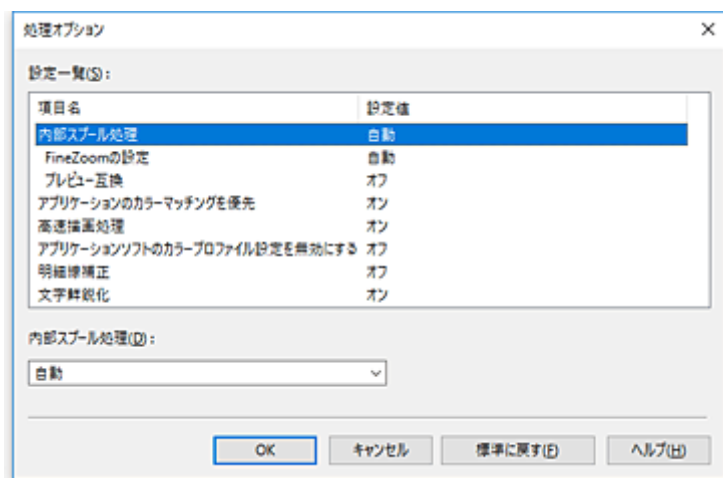 処理オプション
設定一覧(S):
項目名 設定値
内部スプール処理 自動
FineZoomの設定 自動
プレビュー互換 オフ
アプリケーションのカラーマッチングを優先 オン
高速描画処理 オン
アプリケーションソフトのカラープロファイル設定を無効にする オフ
明細線補正 オフ
文字鮮鋭化 オン
内部スプール処理(D):
自動
OK キャンセル 標準に戻す(F) ヘルプ(H)